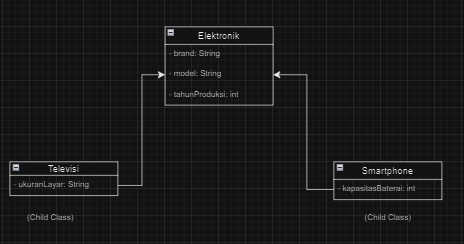 Elektronik
- brand: String
- model: String
- tahunProduksi: int
Televisi
- ukuranLayar: String
(Child Class)
Smartphone
- kapasitasBaterai: int
(Child Class)